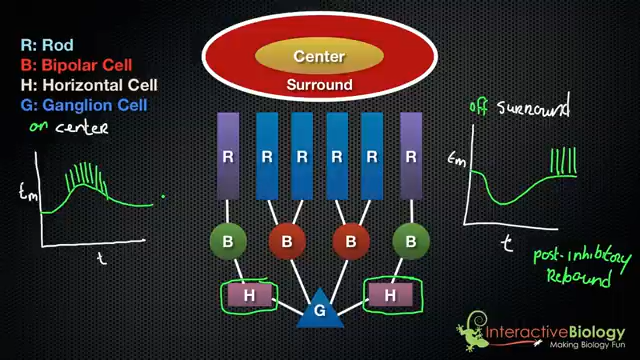 Center
Surround
R: Rod
B: Bipolar Cell
H: Horizontal Cell
G: Ganglion Cell
on center
Em
t
off surround
Em
t
post-inhibitory
Rebound
R R R R R R
B B B B
H H
G
InteractiveBiology
Making Biology Fun